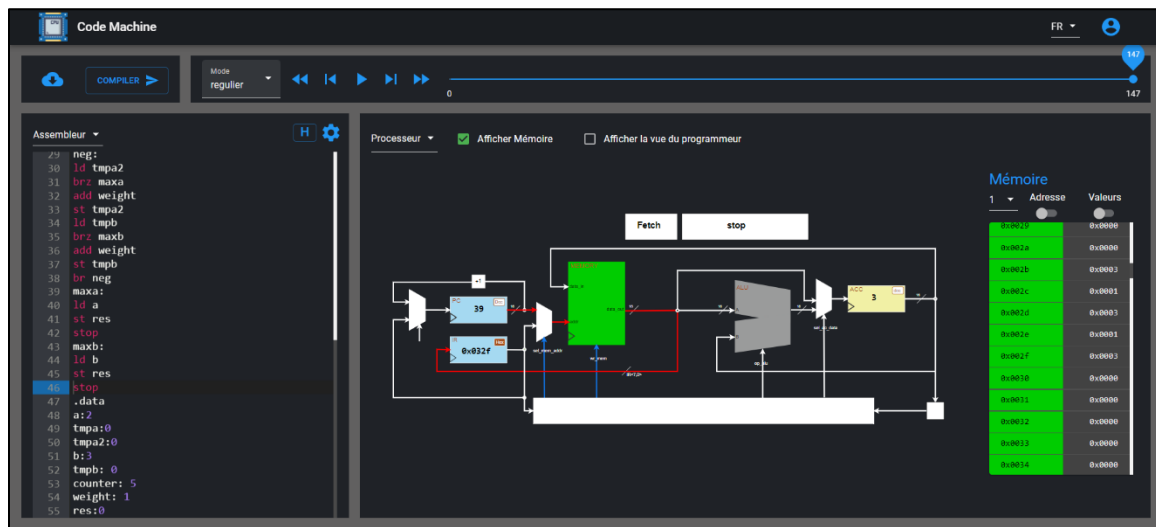 Code Machine
FR
147
COMPILER
Mode
regulier
0
147
Assembleur
H
29 neg:
30 ld tmpa2
31 brz maxa
32 add weight
33 st tmpa2
34 ld tmpb
35 brz maxb
36 add weight
37 st tmpb
38 br neg
39 maxa:
40 ld a
41 st res
42 stop
43 maxb:
44 ld b
45 st res
46 stop
47 .data
48 a:2
49 tmpa:0
50 tmpa2:0
51 b:3
52 tmpb: 0
53 counter: 5
54 weight: 1
55 res:0
Processeur
Afficher Mémoire
Afficher la vue du programmeur
Fetch
stop
+1
PC
39
IR
Hex
0x032f
ALU
ACC
3
Mémoire
1
Adresse
Valeurs
0x0029 0x0000
0x002a 0x0000
0x002b 0x0003
0x002c 0x0001
0x002d 0x0003
0x002e 0x0001
0x002f 0x0003
0x0030 0x0000
0x0031 0x0000
0x0032 0x0000
0x0033 0x0000
0x0034 0x0000